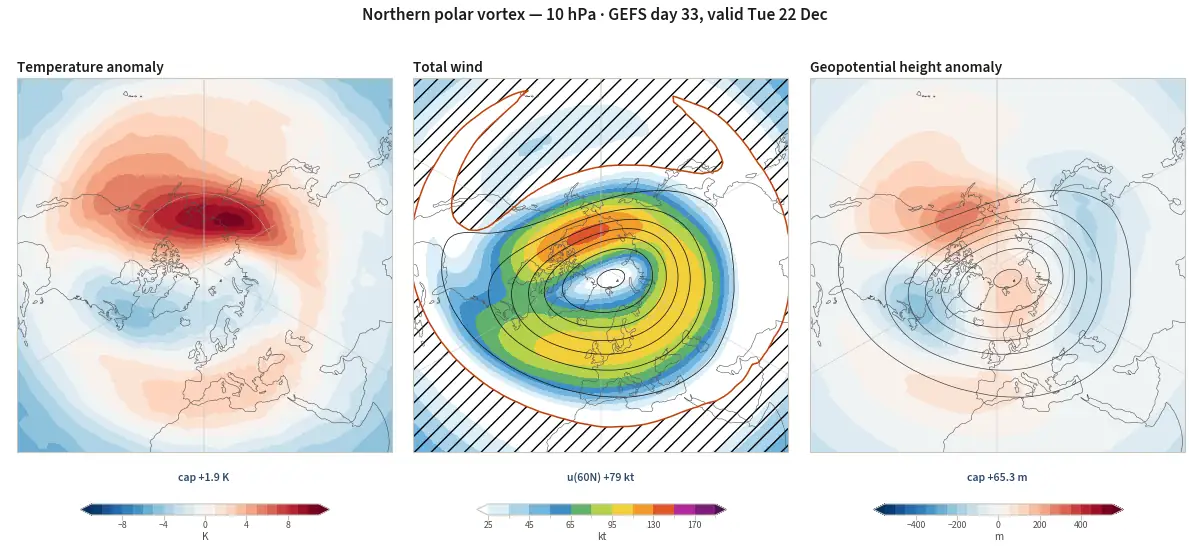 Northern polar vortex — 10 hPa · GEFS day 33, valid Tue 22 Dec
Temperature anomaly
Total wind
Geopotential height anomaly
cap +1.9 K
u(60N) +79 kt
cap +65.3 m
−8 −4 0 4 8
K
25 45 65 95 130 170
kt
−400 −200 0 200 400
m